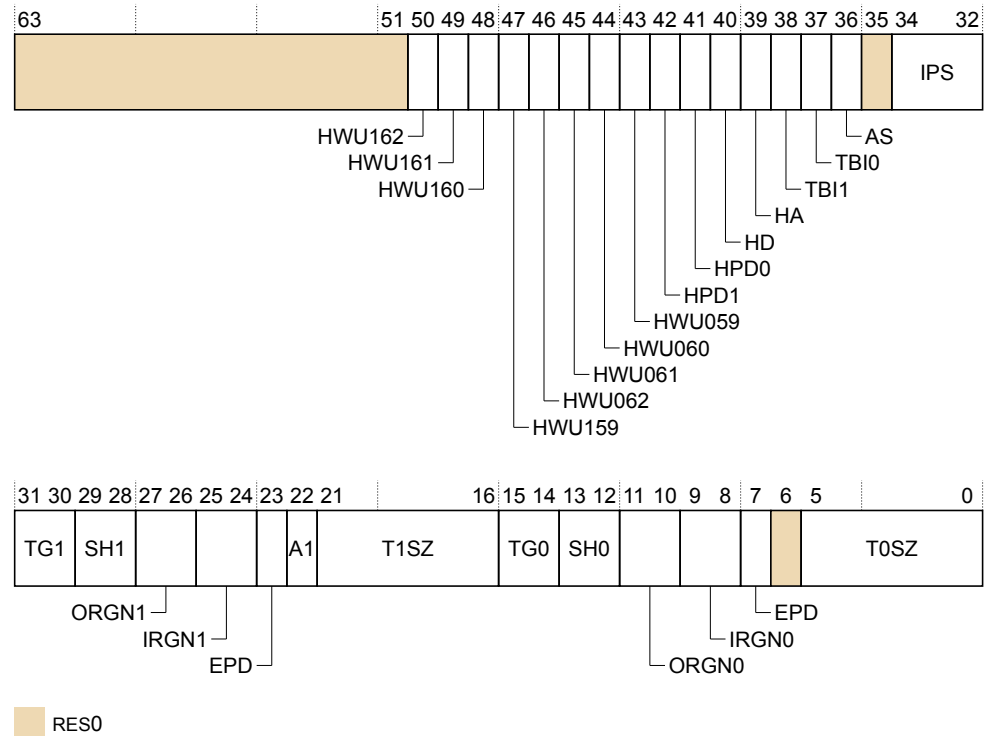 63 51 50 49 48 47 46 45 44 43 42 41 40 39 38 37 36 35 34 32
IPS
HWU162 AS
HWU161 TBI0
HWU160 TBI1
HA
HD
HPD0
HPD1
HWU059
HWU060
HWU061
HWU062
HWU159
31 30 29 28 27 26 25 24 23 22 21 16 15 14 13 12 11 10 9 8 7 6 5 0
TG1 SH1 A1 T1SZ TG0 SH0 T0SZ
ORGN1 EPD
IRGN1 IRGN0
EPD ORGN0
RES0